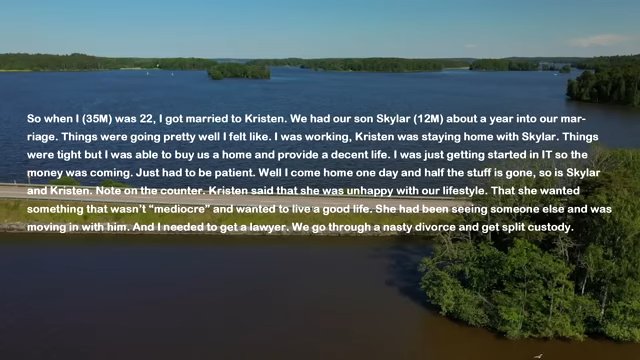 So when I (35M) was 22, I got married to Kristen. We had our son Skylar (12M) about a year into our mar-
riage. Things were going pretty well I felt like. I was working, Kristen was staying home with Skylar. Things
were tight but I was able to buy us a home and provide a decent life. I was just getting started in IT so the
money was coming. Just had to be patient. Well I come home one day and half the stuff is gone, so is Skylar
and Kristen. Note on the counter. Kristen said that she was unhappy with our lifestyle. That she wanted
something that wasn't "mediocre" and wanted to live a good life. She had been seeing someone else and was
moving in with him. And I needed to get a lawyer. We go through a nasty divorce and get split custody.